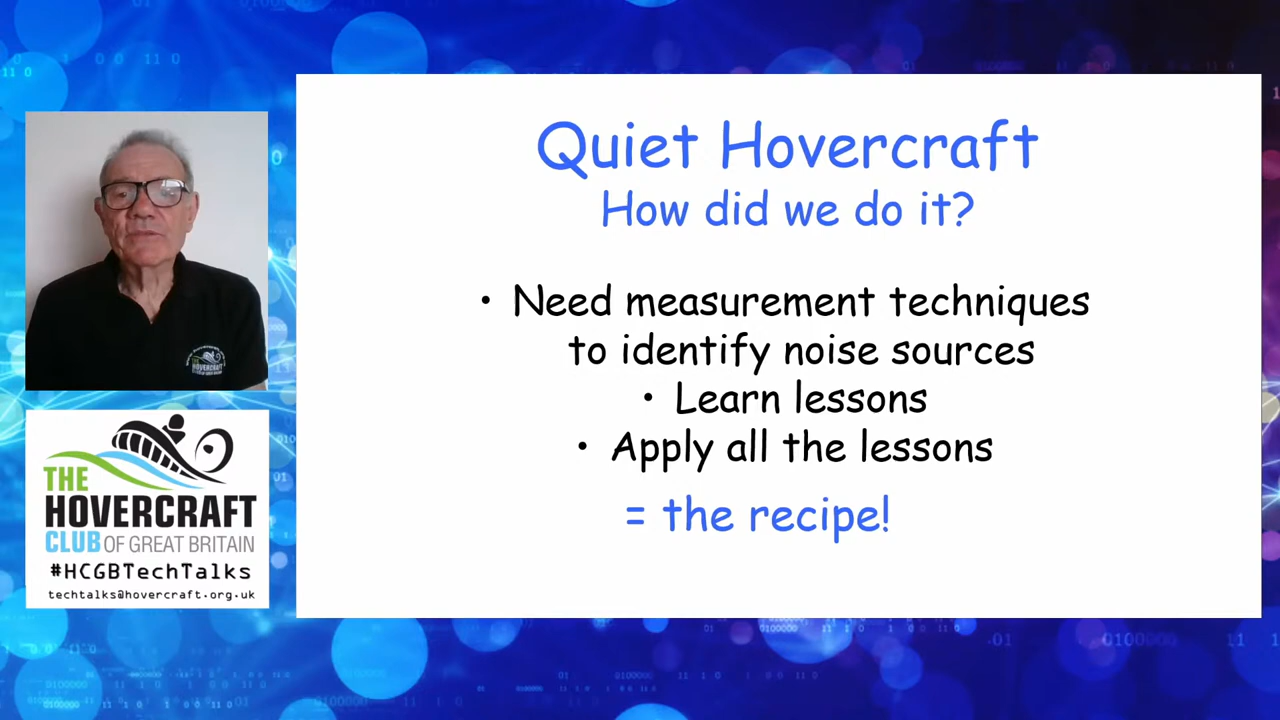 Quiet Hovercraft
How did we do it?
• Need measurement techniques
to identify noise sources
• Learn lessons
• Apply all the lessons
= the recipe!
THE
HOVERCRAFT
CLUB OF GREAT BRITAIN
#HCGBTechTalks
techtalks@hovercraft.org.uk